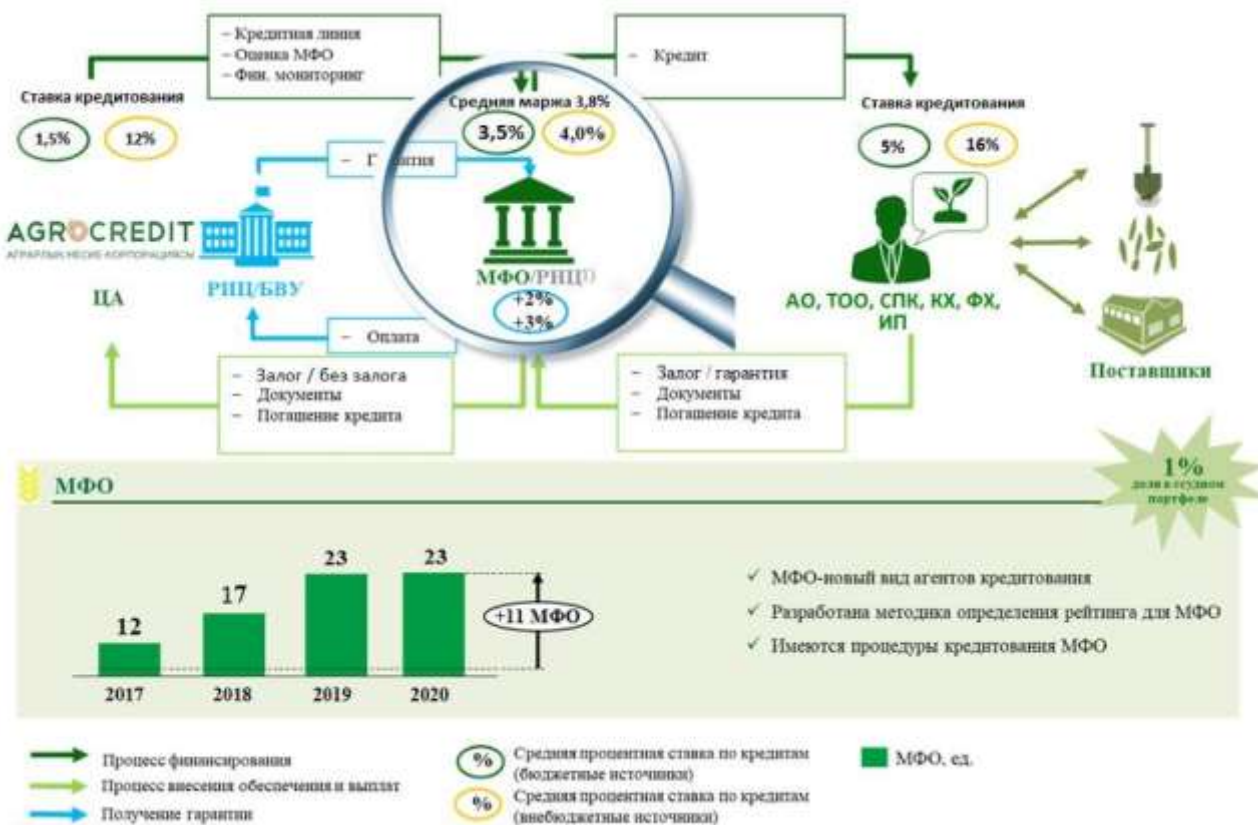 – Кредитная линия
– Оценка МФО
– Фин. мониторинг
– Кредит
Ставка кредитования
1,5%
12%
Средняя маржа 3,8%
3,5%
4,0%
Ставка кредитования
5%
16%
– Г рантия
AGROCREDIT
АГРАРЛЫҚ НЕСИЕ КОРПОРАЦИЯСЫ
ЦА
РИЦ/БВУ
МФО/РИЦ1)
+2%
+3%
АО, ТОО, СПК, КХ, ФХ,
ИП
– Оплата
Поставщики
– Залог / без залога
– Документы
– Погашение кредита
– Залог / гарантия
– Документы
– Погашение кредита
1%
доля в ссудном
портфеле
МФО
12
17
23
23
+11 МФО
2017
2018
2019
2020
✓ МФО-новый вид агентов кредитования
✓ Разработана методика определения рейтинга для МФО
✓ Имеются процедуры кредитования МФО
Процесс финансирования
Процесс внесения обеспечения и выплат
Получение гарантии
% Средняя процентная ставка по кредитам
(бюджетные источники)
% Средняя процентная ставка по кредитам
(внебюджетные источники)
МФО, ед.